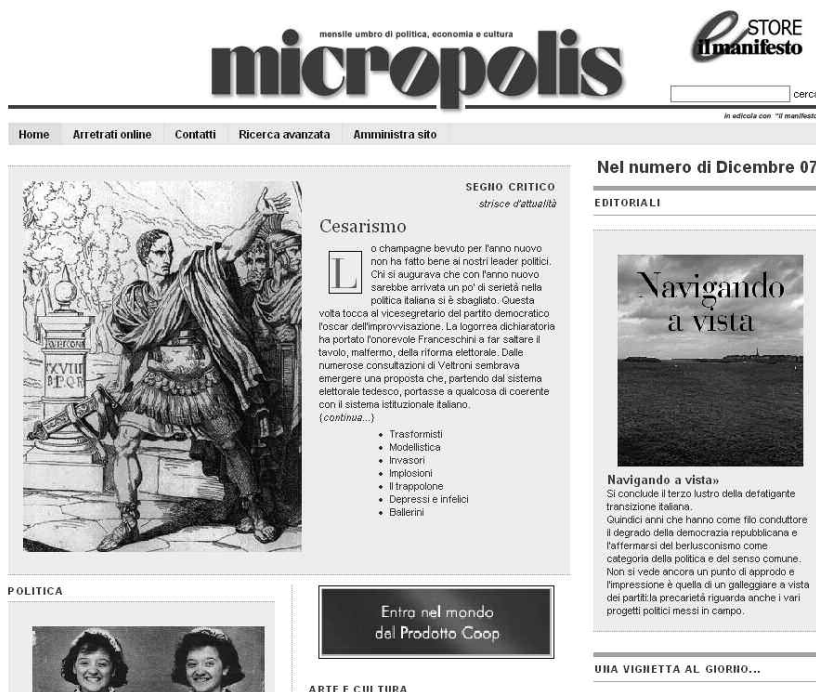 mensile umbro di politica, economia e cultura
micropolis
e STORE
il manifesto
cerca
in edicola con "il manifesto
Home
Arretrati online
Contatti
Ricerca avanzata
Amministra sito
SEGNO CRITICO
strisce d'attualità
Cesarismo
Lo champagne bevuto per l'anno nuovo
non ha fatto bene ai nostri leader politici.
Chi si augurava che con l'anno nuovo
sarebbe arrivata un po' di serietà nella
politica italiana si è sbagliato. Questa
volta tocca al vicesegretario del partito democratico
l'oscar dell'improvvisazione. La logorrea dichiaratoria
ha portato l'onorevole Franceschini a far saltare il
tavolo, malfermo, della riforma elettorale. Dalle
numerose consultazioni di Veltroni sembrava
emergere una proposta che, partendo dal sistema
elettorale tedesco, portasse a qualcosa di coerente
con il sistema istituzionale italiano.
(continua...)
Trasformisti
Modellistica
Invasori
Implosioni
Il trappolone
Depressi e infelici
Ballerini
XVIII
S.P.Q.R.
POLITICA
Entra nel mondo
del Prodotto Coop
ARTE E CULTURA
Nel numero di Dicembre 07
EDITORIALI
Navigando
a vista
Navigando a vista»
Si conclude il terzo lustro della defatigante
transizione italiana.
Quindici anni che hanno come filo conduttore
il degrado della democrazia repubblicana e
l'affermarsi del berlusconismo come
categoria della politica e del senso comune.
Non si vede ancora un punto di approdo e
l'impressione è quella di un galleggiare a vista
dei partiti:la precarietà riguarda anche i vari
progetti politici messi in campo.
UNA VIGNETTA AL GIORNO...